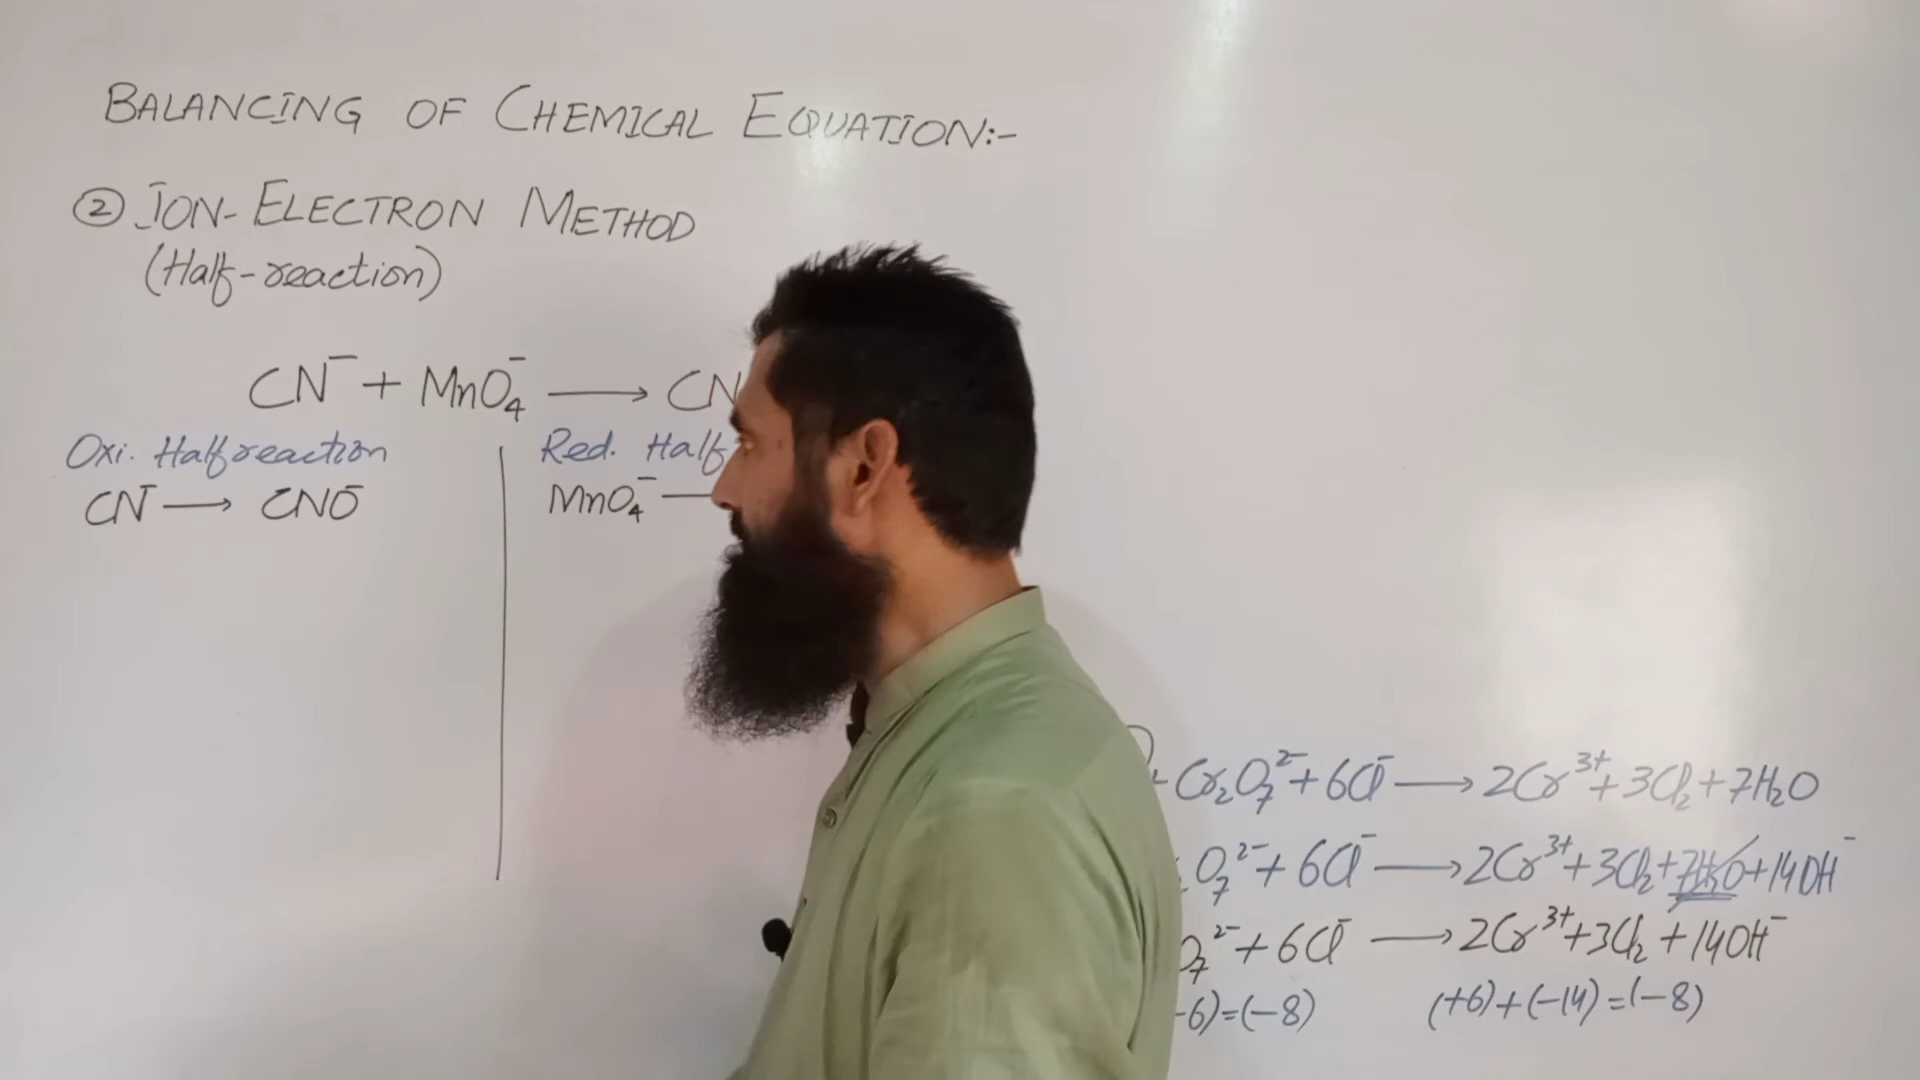 BALANCING OF CHEMICAL EQUATION:-
② ION-ELECTRON METHOD
(Half-reaction)
CN⁻ + MnO₄⁻ ⟶ CN
Oxi. Half reaction
Red. Half
CN⁻ ⟶ CNO⁻
MnO₄⁻ —
Cr₂O₇²⁻ + 6Cl⁻ ⟶ 2Cr³⁺ + 3Cl₂ + 7H₂O
O₇²⁻ + 6Cl⁻ ⟶ 2Cr³⁺ + 3Cl₂ + 7H₂O + 14OH⁻
O₇²⁻ + 6Cl⁻ ⟶ 2Cr³⁺ + 3Cl₂ + 14OH⁻
-6)=(-8) (+6)+(-14)=(-8)